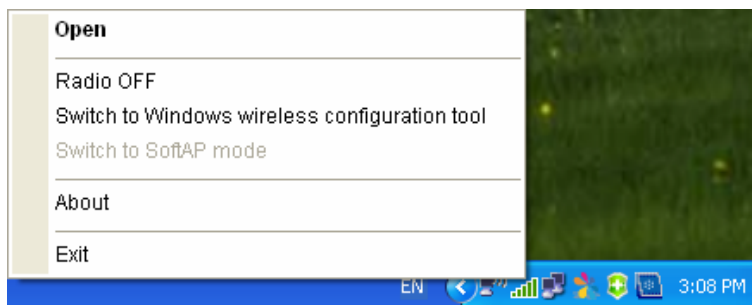 Open
Radio OFF
Switch to Windows wireless configuration tool
Switch to SoftAP mode
About
Exit
EN 3:08 PM